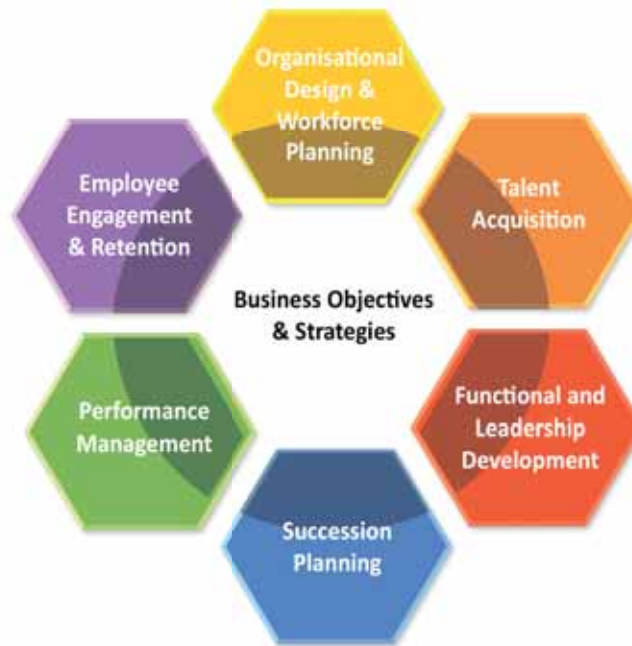 Organisational
Design &
Workforce
Planning
Talent
Acquisition
Functional and
Leadership
Development
Succession
Planning
Performance
Management
Employee
Engagement
& Retention
Business Objectives
& Strategies